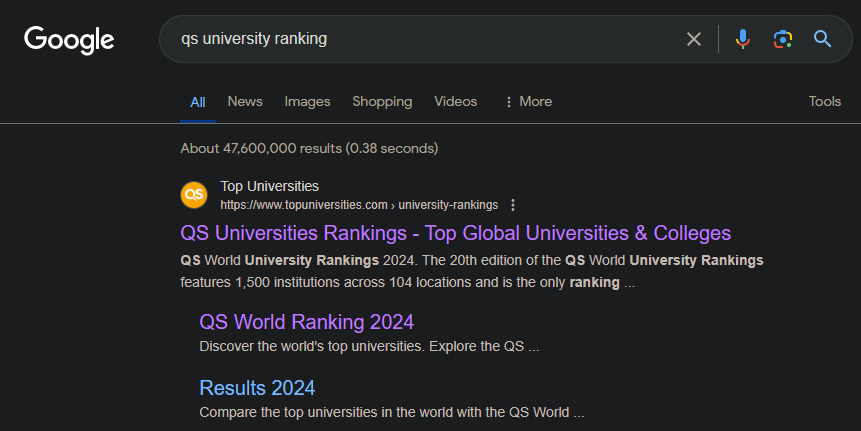 Google
qs university ranking
All News Images Shopping Videos More Tools
About 47,600,000 results (0.38 seconds)
QS
Top Universities
https://www.topuniversities.com › university-rankings
QS Universities Rankings - Top Global Universities & Colleges
QS World University Rankings 2024. The 20th edition of the QS World University Rankings
features 1,500 institutions across 104 locations and is the only ranking ...
QS World Ranking 2024
Discover the world's top universities. Explore the QS ...
Results 2024
Compare the top universities in the world with the QS World ...